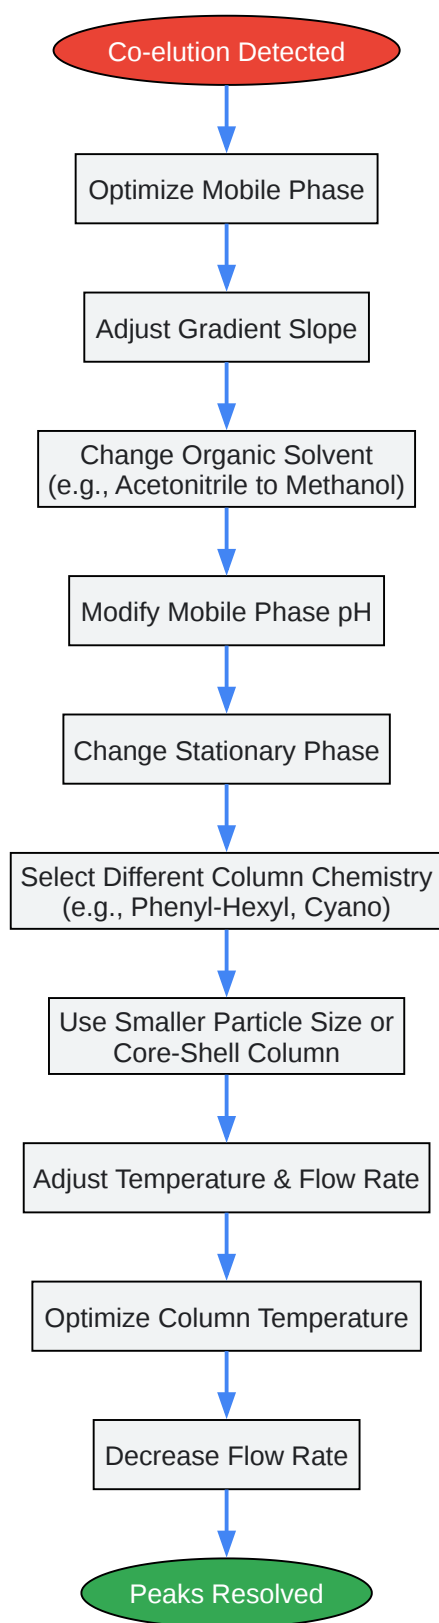 Co-elution Detected
Optimize Mobile Phase
Adjust Gradient Slope
Change Organic Solvent
(e.g., Acetonitrile to Methanol)
Modify Mobile Phase pH
Change Stationary Phase
Select Different Column Chemistry
(e.g., Phenyl-Hexyl, Cyano)
Use Smaller Particle Size or
Core-Shell Column
Adjust Temperature & Flow Rate
Optimize Column Temperature
Decrease Flow Rate
Peaks Resolved